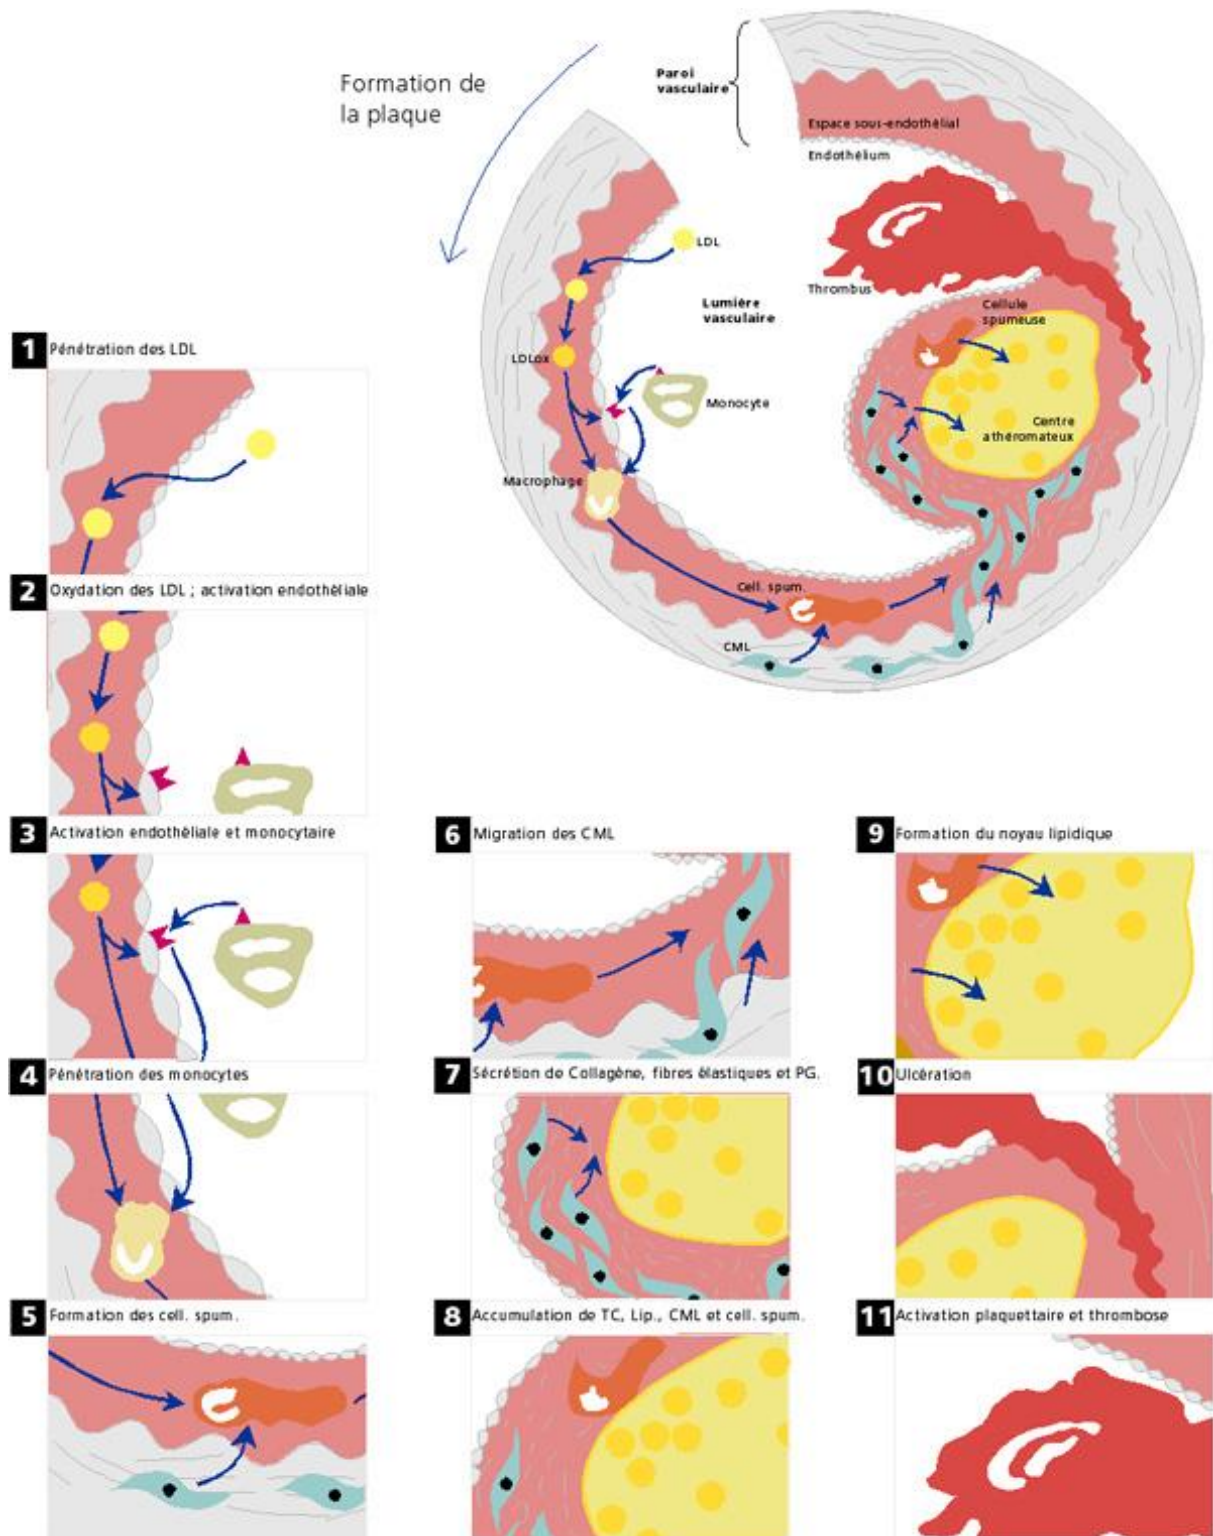 Formation de
la plaque
Paroi
vasculaire
Espace sous-endothélial
Endothélium
LDL
Thrombus
Lumière
vasculaire
Cellule
spumeuse
LDLox
Monocyte
Centre
athéromateux
Macrophage
Cell. spum.
CML
1 Pénétration des LDL
2 Oxydation des LDL ; activation endothéliale
3 Activation endothéliale et monocytaire
4 Pénétration des monocytes
5 Formation des cell. spum.
6 Migration des CML
7 Sécrétion de Collagène, fibres élastiques et PG.
8 Accumulation de TC, Lip., CML et cell. spum.
9 Formation du noyau lipidique
10 Ulcération
11 Activation plaquettaire et thrombose